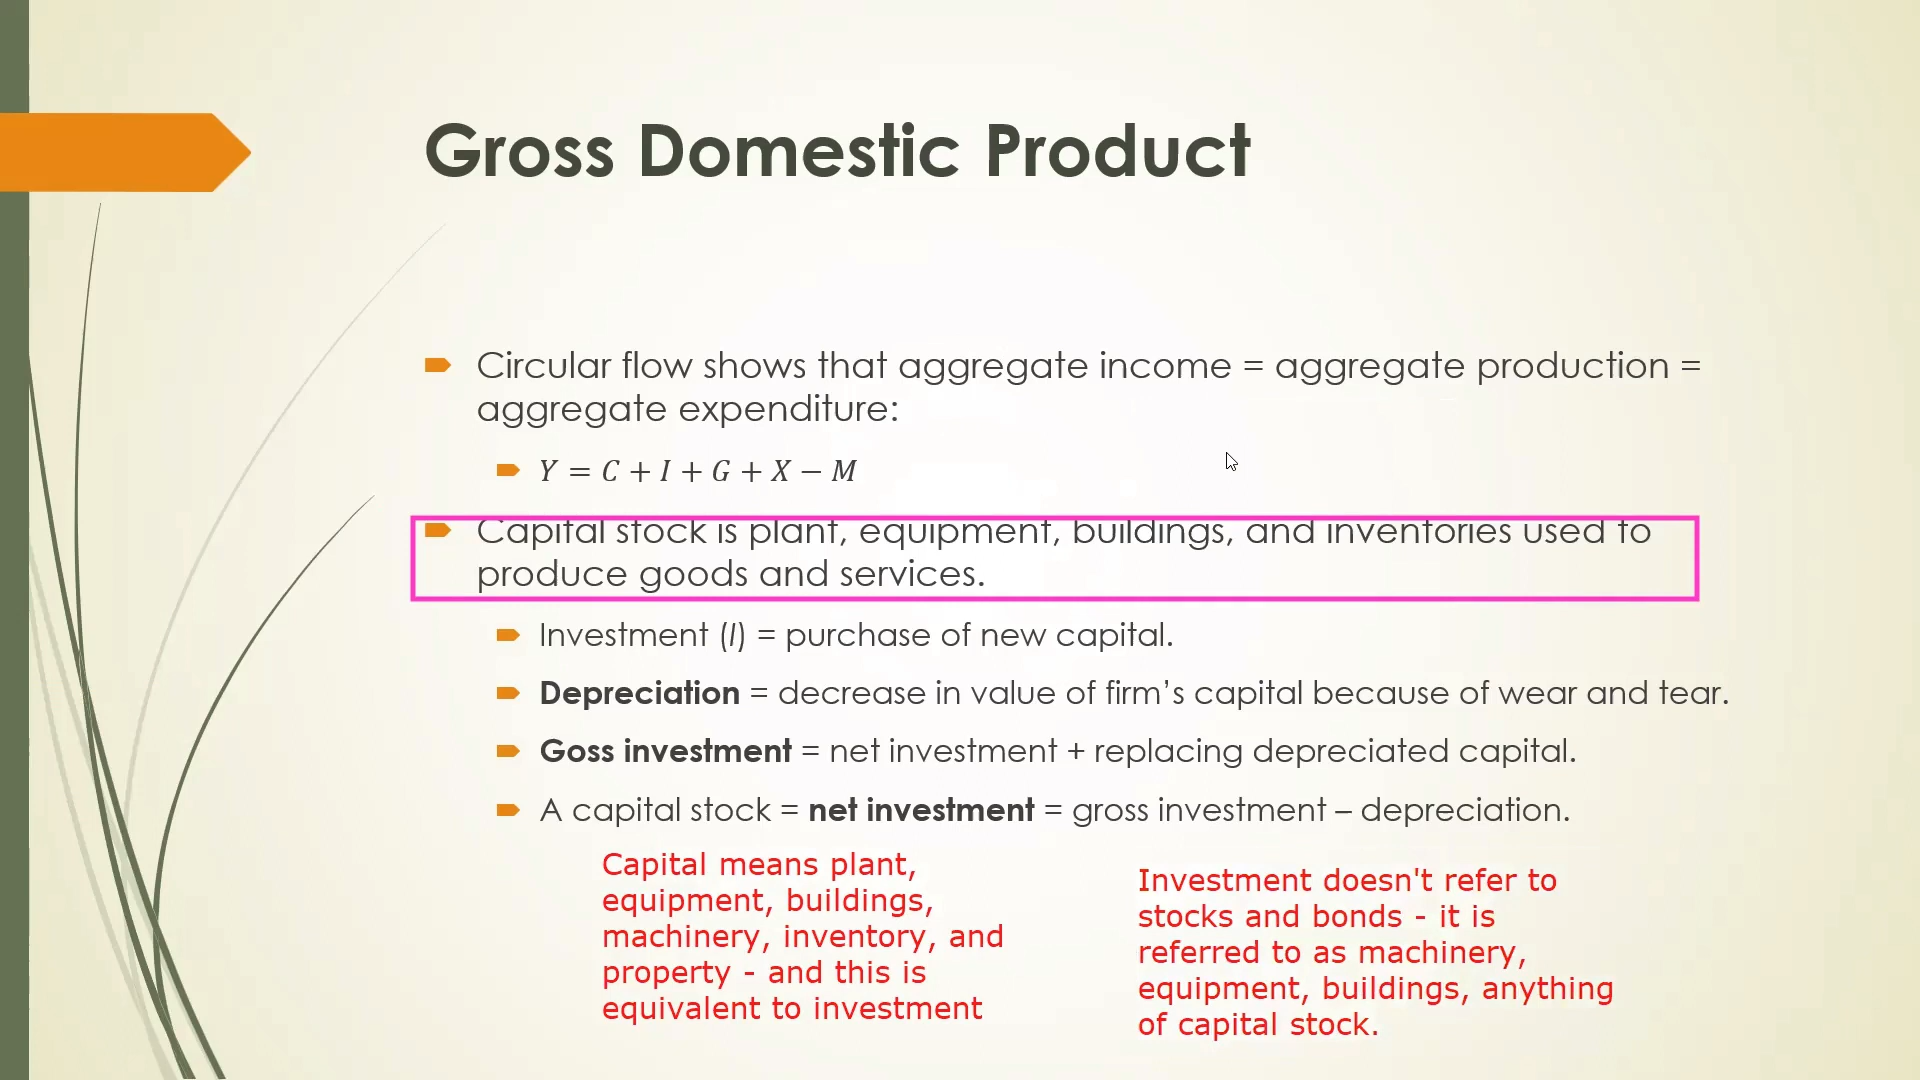 Gross Domestic Product
Circular flow shows that aggregate income = aggregate production =
aggregate expenditure:
Y = C + I + G + X − M
Capital stock is plant, equipment, buildings, and inventories used to
produce goods and services.
Investment (I) = purchase of new capital.
Depreciation = decrease in value of firm’s capital because of wear and tear.
Goss investment = net investment + replacing depreciated capital.
A capital stock = net investment = gross investment – depreciation.
Capital means plant,
equipment, buildings,
machinery, inventory, and
property - and this is
equivalent to investment
Investment doesn't refer to
stocks and bonds - it is
referred to as machinery,
equipment, buildings, anything
of capital stock.